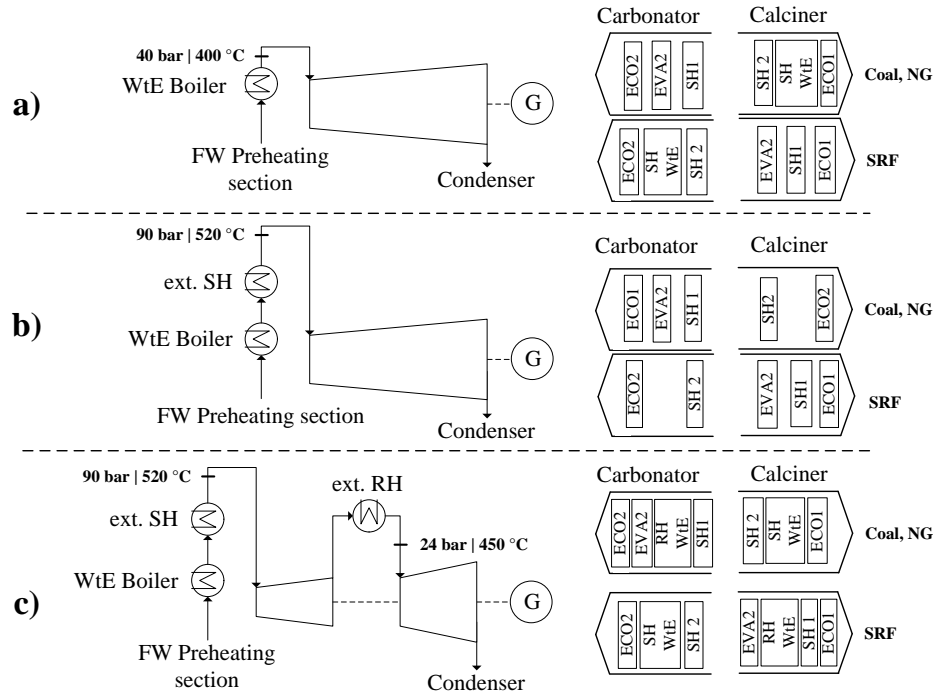 a)
40 bar | 400 °C
WtE Boiler
FW Preheating
section
G
Condenser
Carbonator
Calciner
ECO2
EVA2
SH1
SH 2
SH
WtE
ECO1
Coal, NG
ECO2
SH
WtE
SH 2
EVA2
SH1
ECO1
SRF
b)
90 bar | 520 °C
ext. SH
WtE Boiler
FW Preheating section
G
Condenser
Carbonator
Calciner
ECO1
EVA2
SH 1
SH2
ECO2
Coal, NG
ECO2
SH 2
EVA2
SH1
ECO1
SRF
c)
90 bar | 520 °C
ext. SH
WtE Boiler
FW Preheating
section
ext. RH
24 bar | 450 °C
G
Condenser
Carbonator
Calciner
ECO2
EVA2
RH
WtE
SH1
SH 2
SH
WtE
ECO1
Coal, NG
ECO2
SH
WtE
SH 2
EVA2
RH
WtE
SH 1
ECO1
SRF